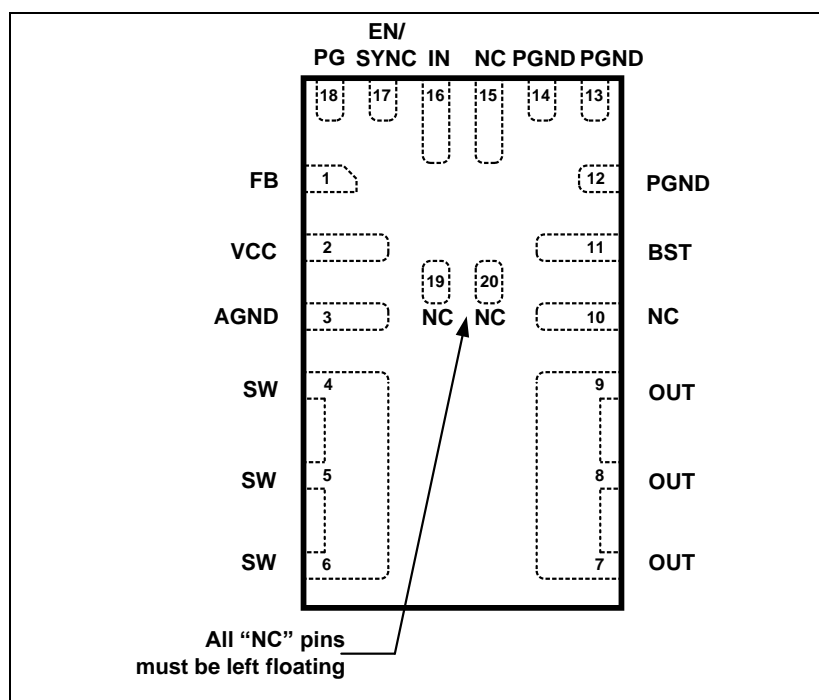 EN/
PG SYNC IN NC PGND PGND
18 17 16 15 14 13
FB 1 12 PGND
VCC 2 11 BST
19 20
AGND 3 NC NC 10 NC
SW 4 9 OUT
SW 5 8 OUT
SW 6 7 OUT
All “NC” pins
must be left floating